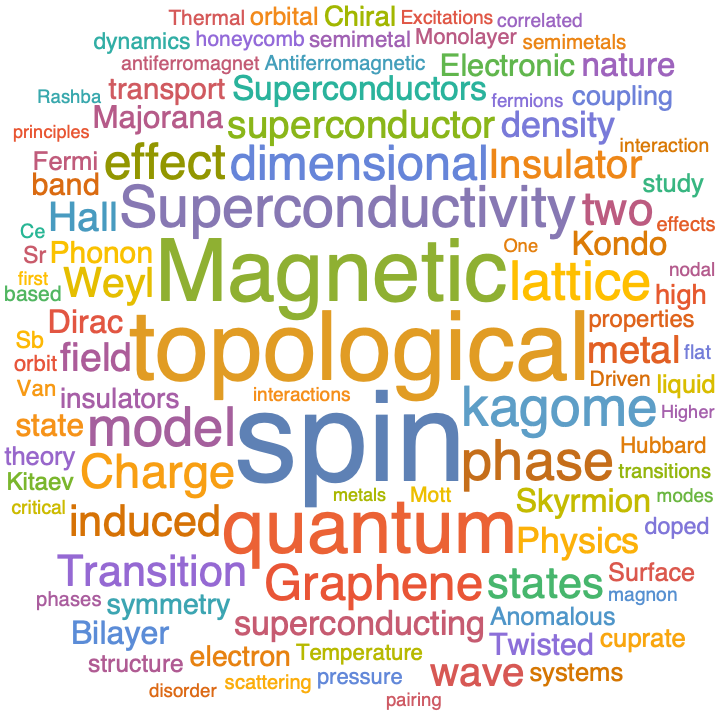 Thermal orbital Chiral Excitations correlated
dynamics honeycomb semimetal Monolayer semimetals
antiferromagnet Antiferromagnetic Electronic nature
Rashba transport Superconductors fermions coupling
principles Majorana superconductor density interaction
Fermi effect dimensional Insulator study
band Hall Superconductivity two effects
Ce Sr Phonon One Kondo nodal
first based Weyl Magnetic lattice high
Dirac topological properties
Sb orbit field metal flat
Van insulators interactions Driven liquid
state model spin kagome Higher
theory Charge phase Hubbard
Kitaev transitions
critical induced metals Mott Skyrmion modes
quantum Physics doped
Transition Graphene states Surface
phases symmetry superconducting Anomalous magnon
Bilayer Twisted cuprate
structure electron Temperature wave systems
disorder scattering pressure
pairing